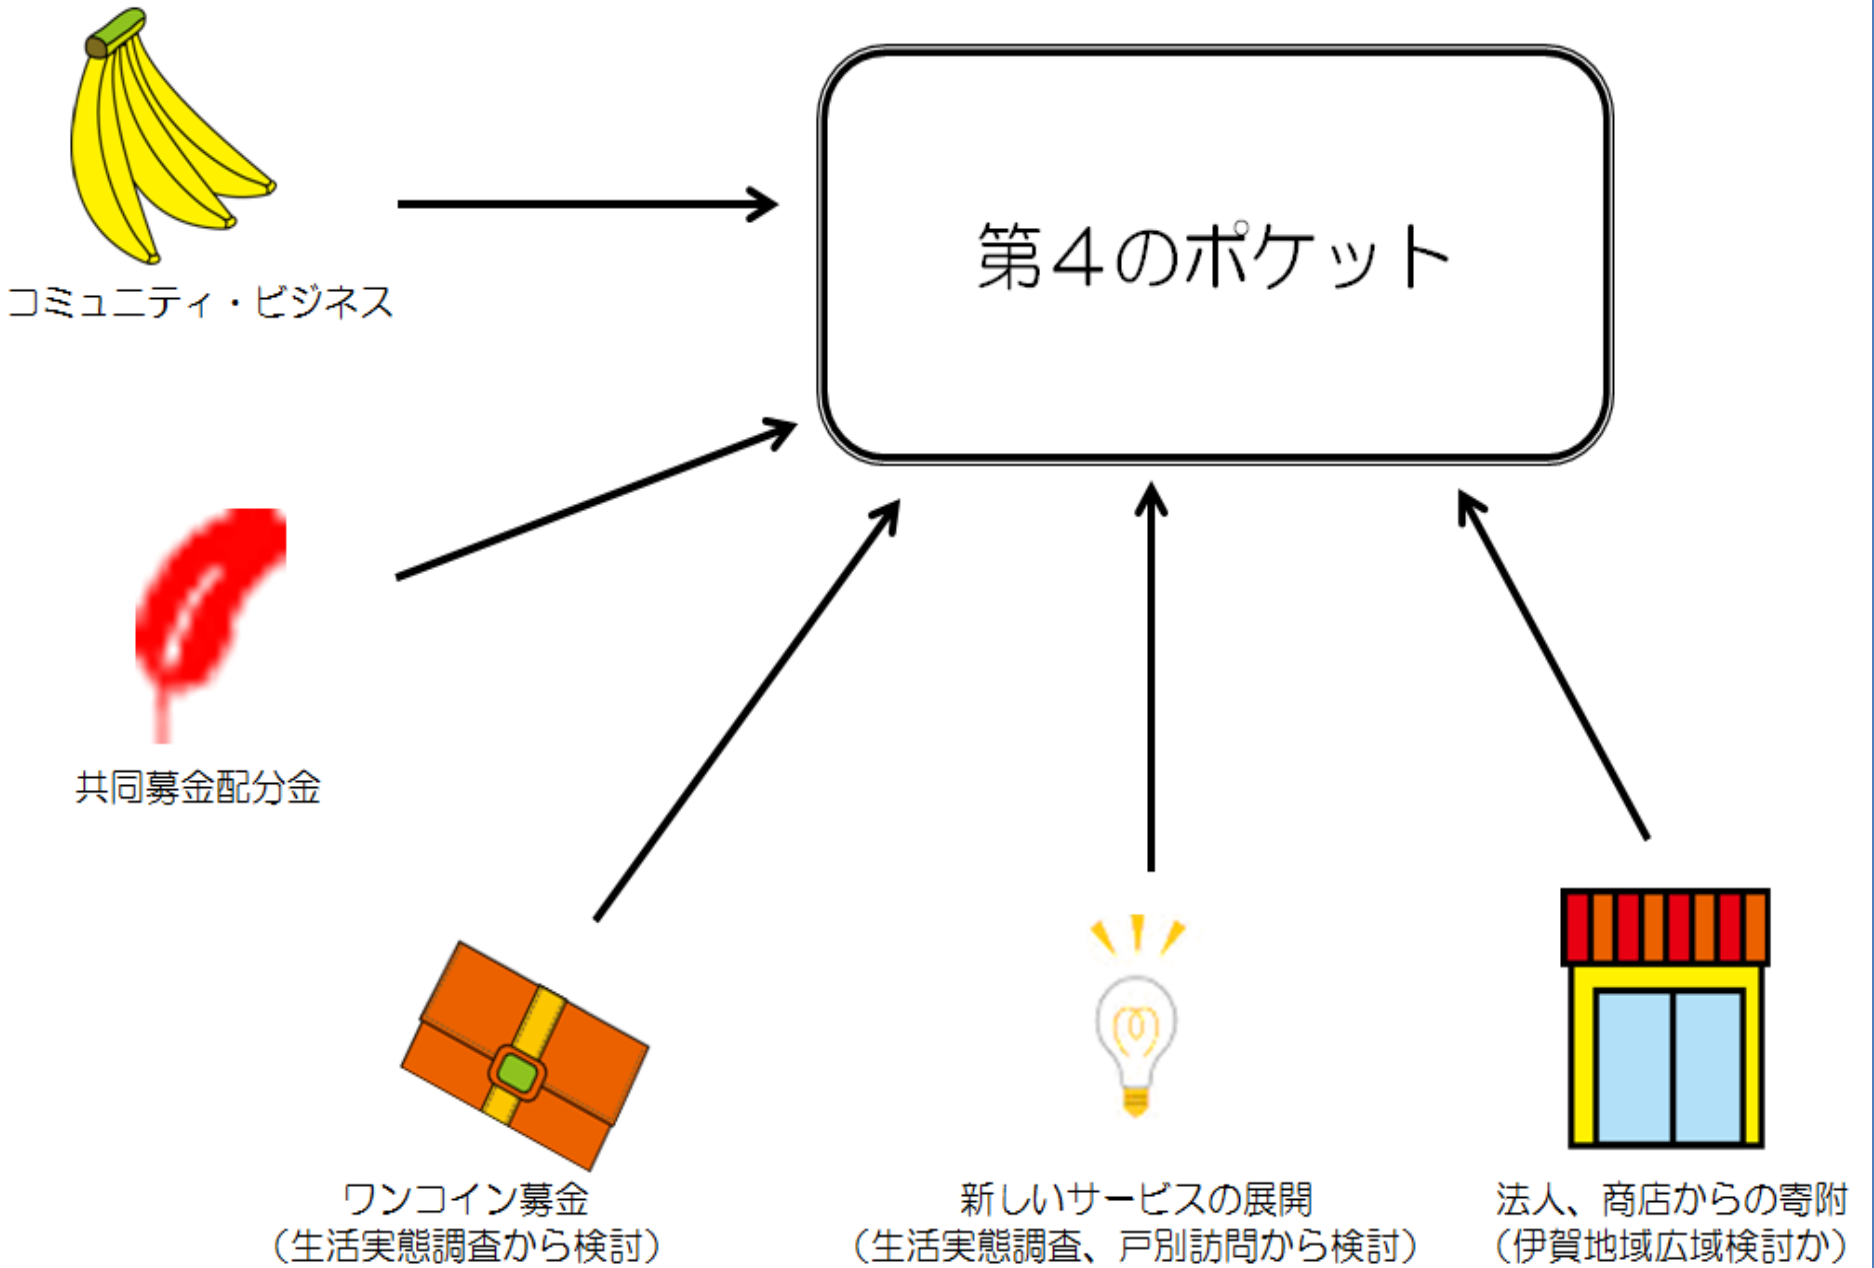 第４のポケット
コミュニティ・ビジネス
共同募金配分金
ワンコイン募金
（生活実態調査から検討）
新しいサービスの展開
（生活実態調査、戸別訪問から検討）
法人、商店からの寄附
（伊賀地域広域検討か）